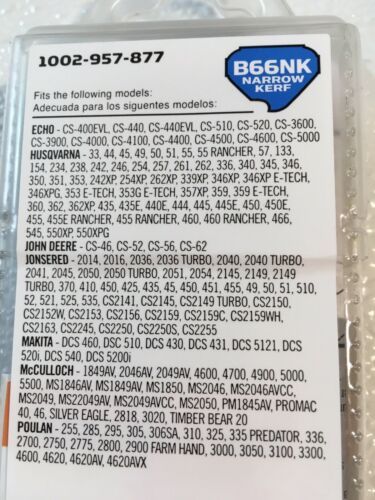 1002-957-877
B66NK
NARROW
KERF
Fits the following models:
Adecuada para los siguentes modelos:
ECHO - CS-400EVL, CS-440, CS-440EVL, CS-510, CS-520, CS-3600,
CS-3900, CS-4000, CS-4100, CS-4400, CS-4500, CS-4600, CS-5000
HUSQVARNA - 33, 44, 45, 49, 50, 51, 55, 55 RANCHER, 57, 133,
154, 234, 238, 242, 246, 254, 257, 261, 262, 336, 340, 345, 346,
350, 351, 353, 242XP, 254XP, 262XP, 339XP, 346XP, 346XP E-TECH,
346XPG, 353 E-TECH, 353G E-TECH, 357XP, 359, 359 E-TECH,
360, 362, 362XP, 435, 435E, 440E, 444, 445, 445E, 450, 450E,
455, 455E RANCHER, 455 RANCHER, 460, 460 RANCHER, 466,
545, 550XP, 550XPG
JOHN DEERE - CS-46, CS-52, CS-56, CS-62
JONSERED - 2014, 2016, 2036, 2036 TURBO, 2040, 2040 TURBO,
2041, 2045, 2050, 2050 TURBO, 2051, 2054, 2145, 2149, 2149
TURBO, 370, 410, 450, 425, 435, 45, 450, 451, 455, 49, 50, 51, 510,
52, 521, 525, 535, CS2141, CS2145, CS2149 TURBO, CS2150,
CS2152W, CS2153, CS2156, CS2159, CS2159C, CS2159WH,
CS2163, CS2245, CS2250, CS2250S, CS2255
MAKITA - DCS 460, DSC 510, DCS 430, DCS 431, DCS 5121, DCS
520i, DCS 540, DCS 5200i
McCULLOCH - 1849AV, 2046AV, 2049AV, 4600, 4700, 4900, 5000,
5500, MS1846AV, MS1849AV, MS1850, MS2046, MS2046AVCC,
MS2049, MS22049AV, MS2049AVCC, MS2050, PM1845AV, PROMAC
40, 46, SILVER EAGLE, 2818, 3020, TIMBER BEAR 20
POULAN - 255, 285, 295, 305, 306SA, 310, 325, 335 PREDATOR, 336,
2700, 2750, 2775, 2800, 2900 FARM HAND, 3000, 3050, 3100, 3300,
4600, 4620, 4620AV, 4620AVX